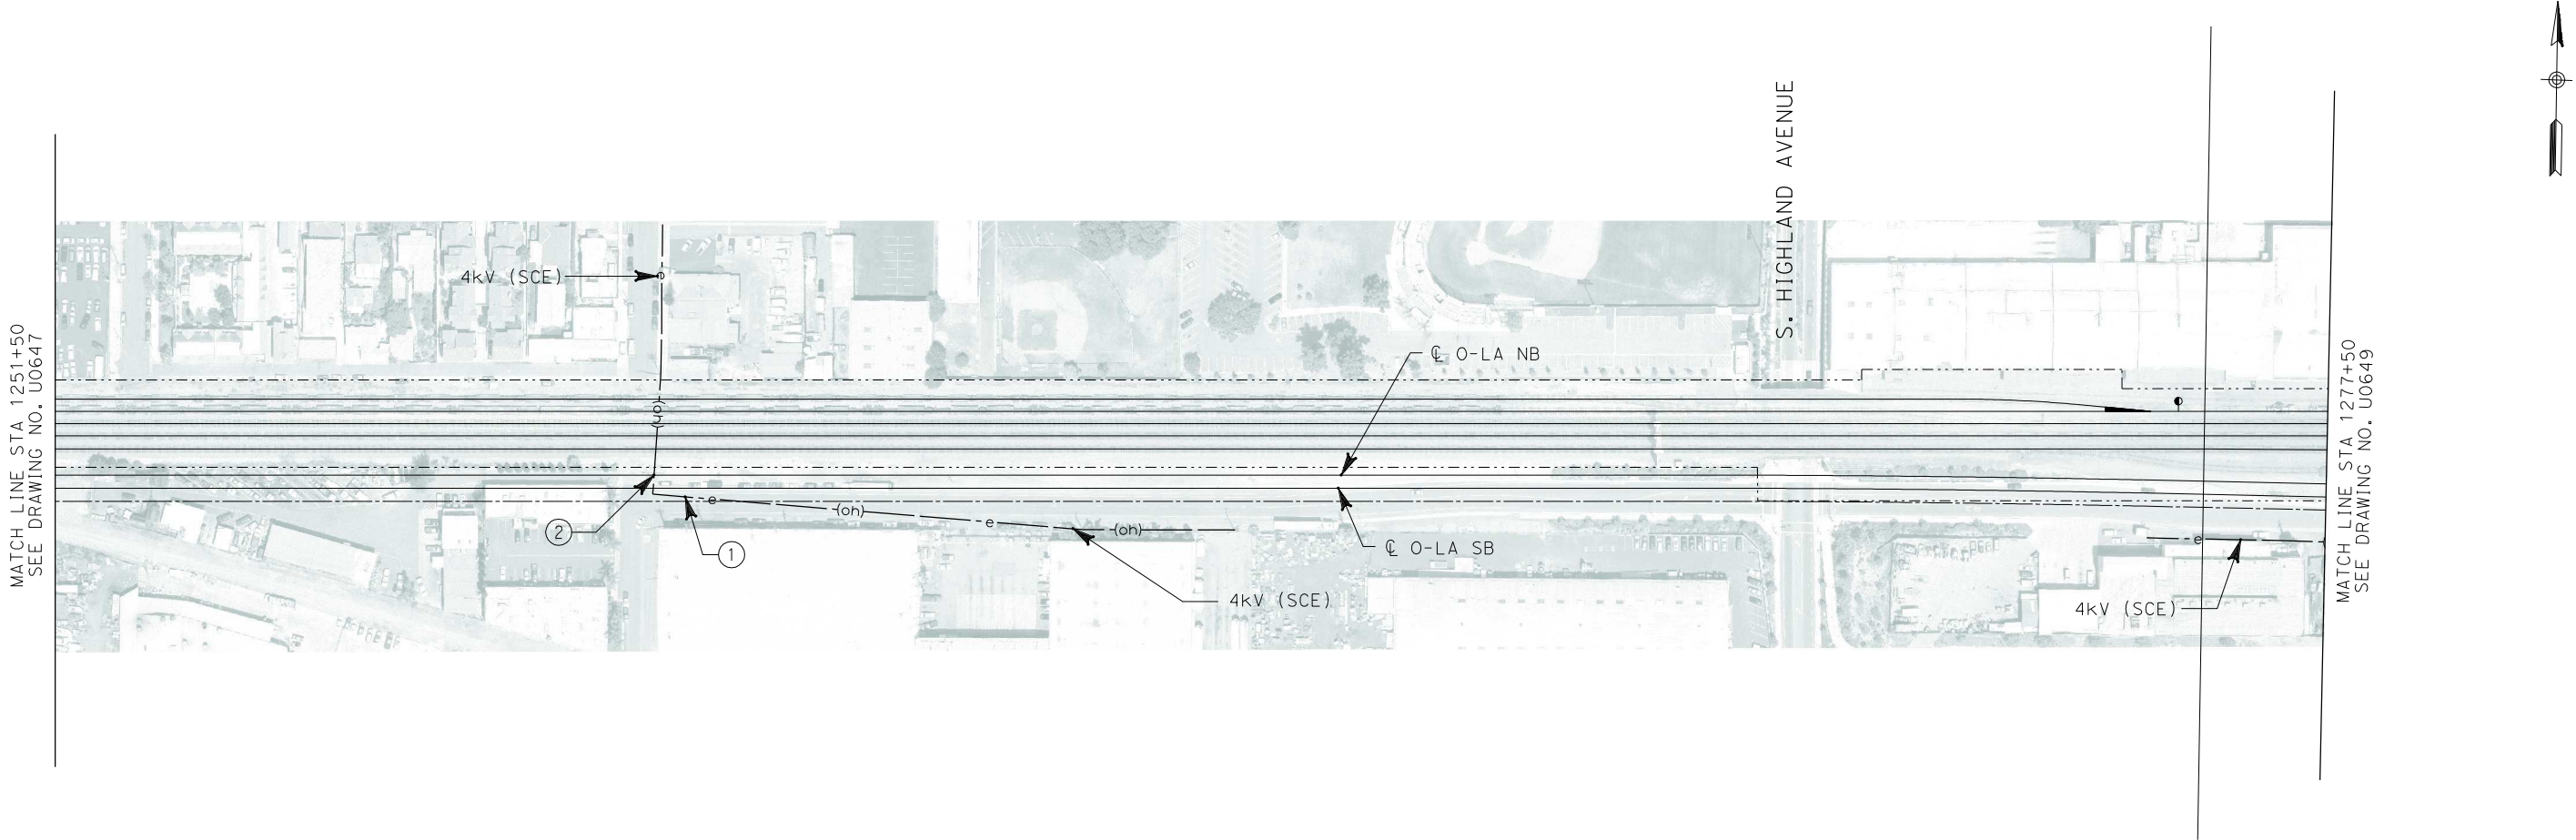 MATCH LINE STA 1251+50
SEE DRAWING NO. U0647
4kV (SCE)
e
(oh)
2
e
1
(oh)
e
(oh)
4kV (SCE)
℄ O-LA NB
℄ O-LA SB
S. HIGHLAND AVENUE
e
4kV (SCE)
MATCH LINE STA 1277+50
SEE DRAWING NO. U0649